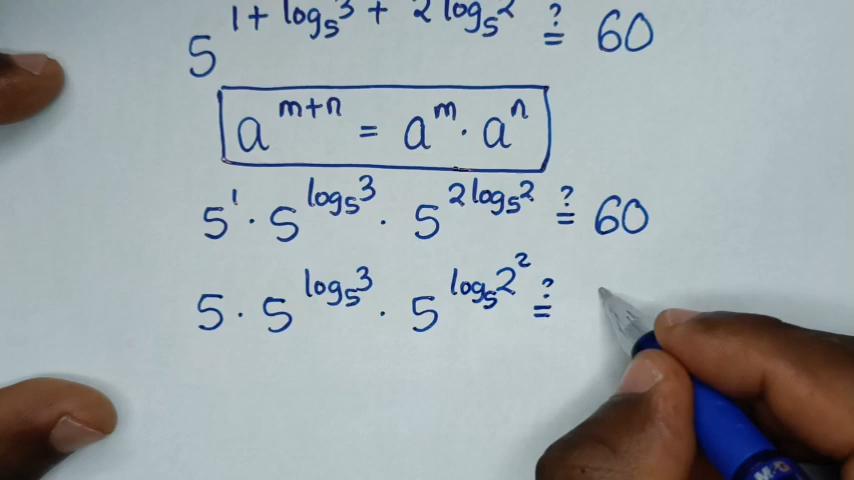 5^{1 + log_5 3 + 2 log_5 2} ≟ 60
a^{m+n} = a^m · a^n
5^1 · 5^{log_5 3} · 5^{2 log_5 2} ≟ 60
5 · 5^{log_5 3} · 5^{log_5 2^2} ≟